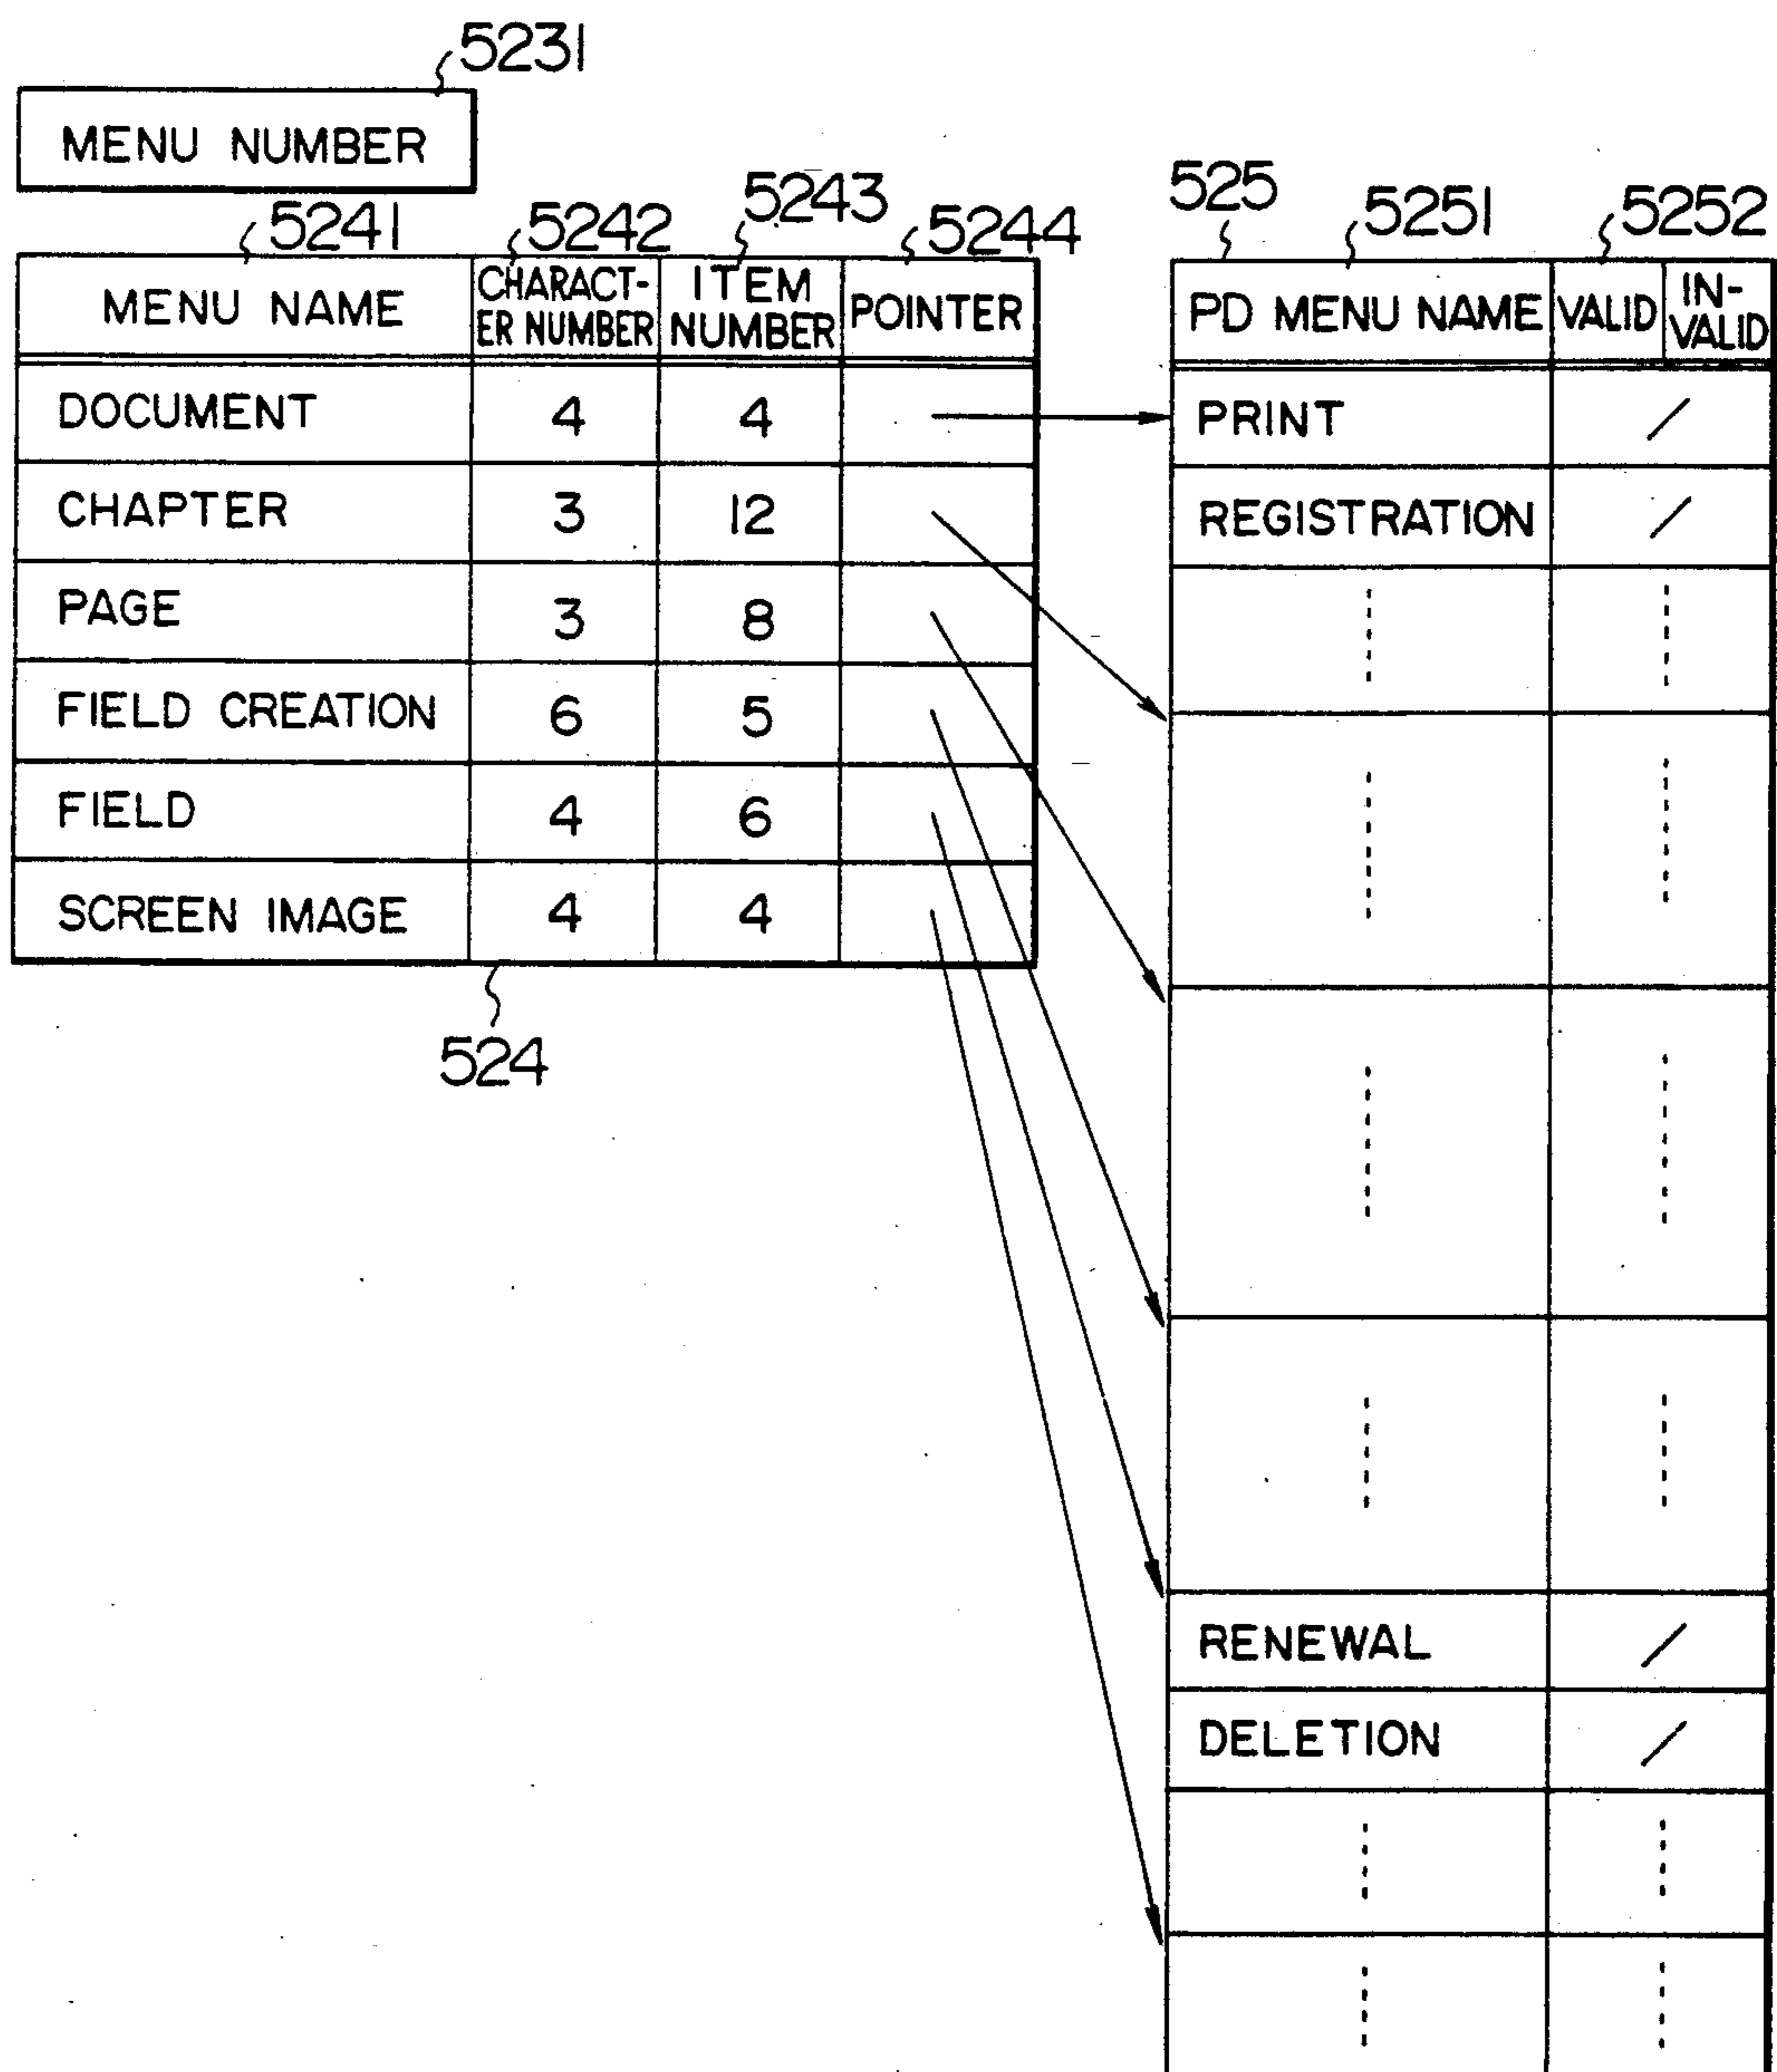 5231
MENU NUMBER
5241 5242 5243 5244
MENU NAME CHARACT-
ER NUMBER ITEM
NUMBER POINTER
DOCUMENT 4 4
CHAPTER 3 12
PAGE 3 8
FIELD CREATION 6 5
FIELD 4 6
SCREEN IMAGE 4 4
524
525 5251 5252
PD MENU NAME VALID IN-
VALID
PRINT /
REGISTRATION /
RENEWAL /
DELETION /